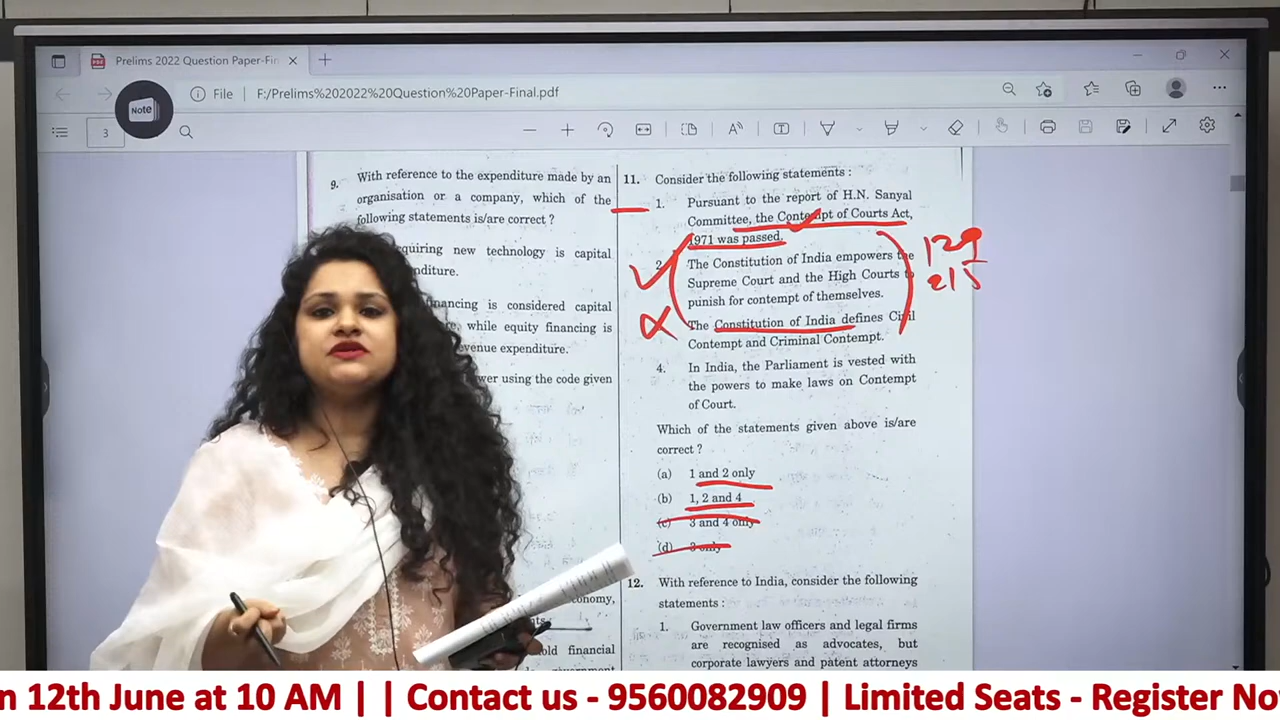 Prelims 2022 Question Paper-Fin
Note
File
F:/Prelims%202022%20Question%20Paper-Final.pdf
3
9. With reference to the expenditure made by an
organisation or a company, which of the
following statements is/are correct ?
quiring new technology is capital
nditure.
financing is considered capital
re, while equity financing is
venue expenditure.
wer using the code given
onomy,
nts
old financial
11. Consider the following statements :
1. Pursuant to the report of H.N. Sanyal
Committee, the Contempt of Courts Act,
1971 was passed.
2. The Constitution of India empowers the
Supreme Court and the High Courts to
punish for contempt of themselves.
The Constitution of India defines Civil
Contempt and Criminal Contempt.
4. In India, the Parliament is vested with
the powers to make laws on Contempt
of Court.
Which of the statements given above is/are
correct ?
(a) 1 and 2 only
(b) 1, 2 and 4
(c) 3 and 4 only
(d) 3 only
129
215
12. With reference to India, consider the following
statements :
1. Government law officers and legal firms
are recognised as advocates, but
corporate lawyers and patent attorneys
n 12th June at 10 AM | | Contact us - 9560082909 | Limited Seats - Register No